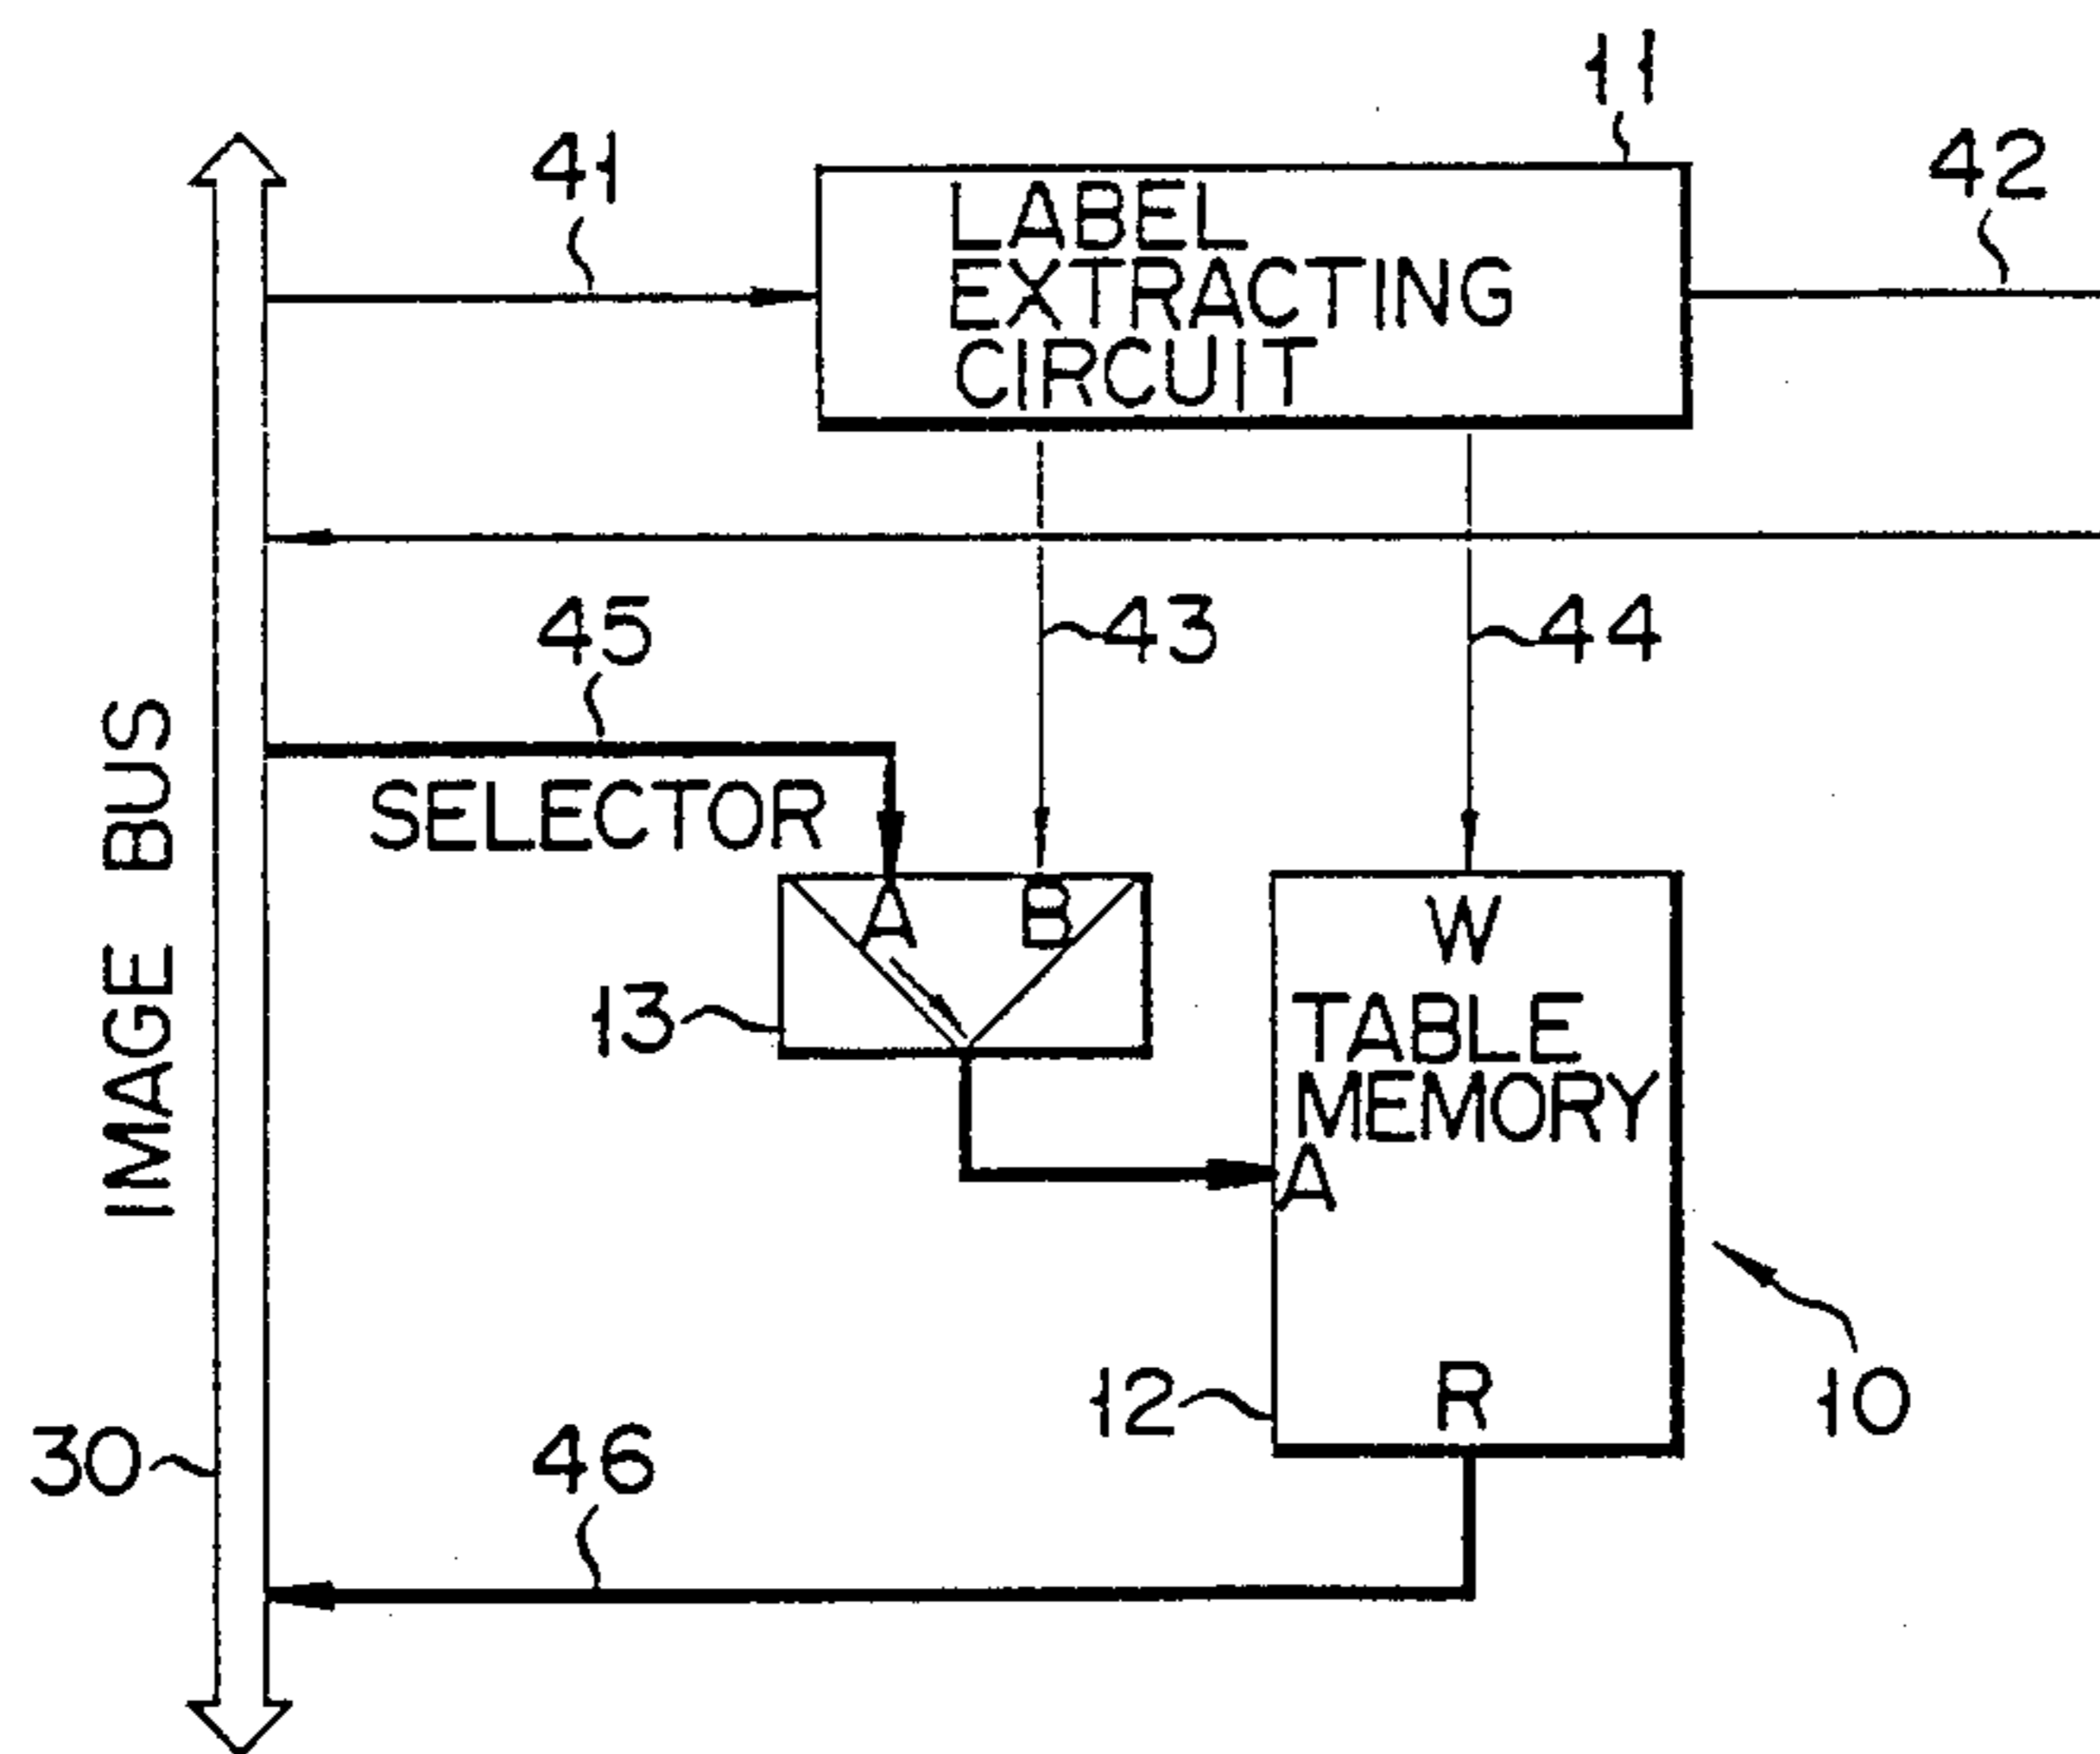 11
41
42
LABEL
EXTRACTING
CIRCUIT
45
43
44
SELECTOR
IMAGE BUS
A B
W
13
TABLE
MEMORY
A
12
R
10
30
46